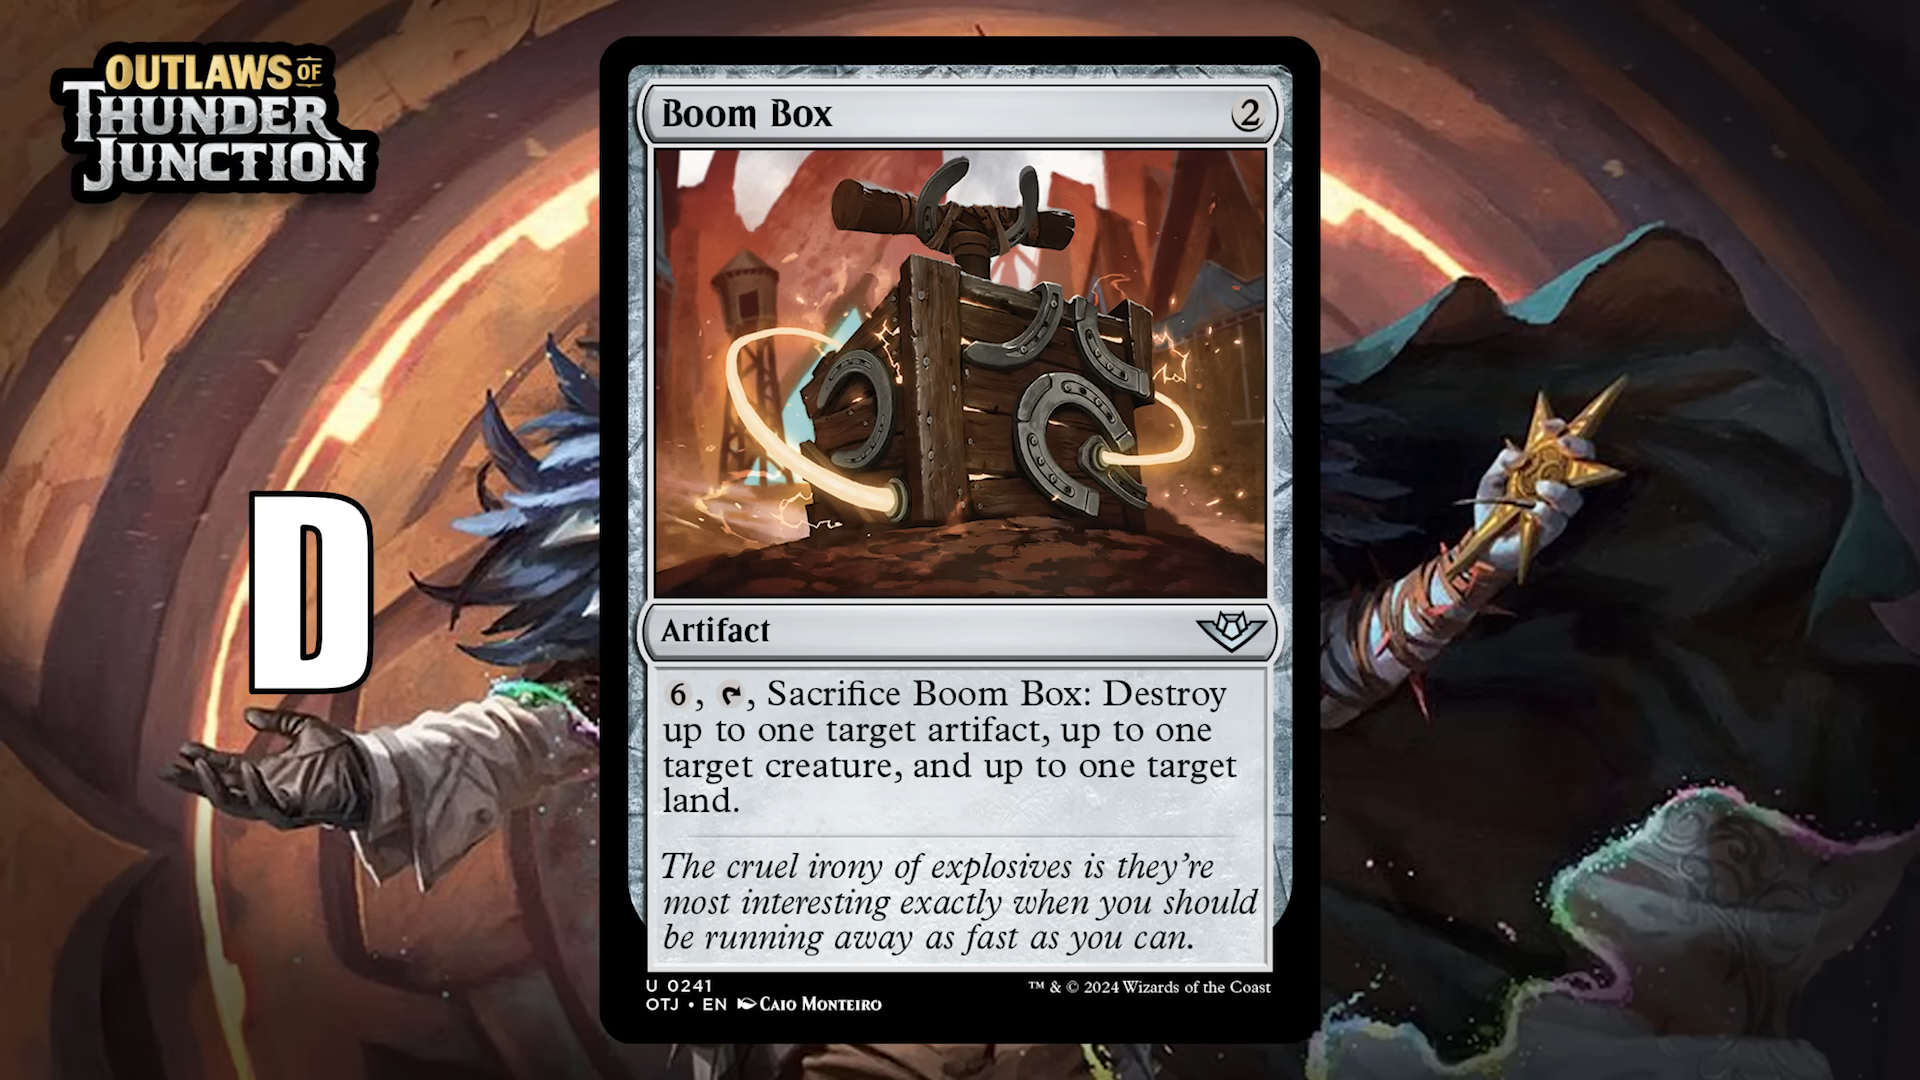 OUTLAWS OF
THUNDER
JUNCTION
Boom Box
2
D
Artifact
6, , Sacrifice Boom Box: Destroy
up to one target artifact, up to one
target creature, and up to one target
land.
The cruel irony of explosives is they're
most interesting exactly when you should
be running away as fast as you can.
U 0241
OTJ • EN CAIO MONTEIRO
™ & © 2024 Wizards of the Coast